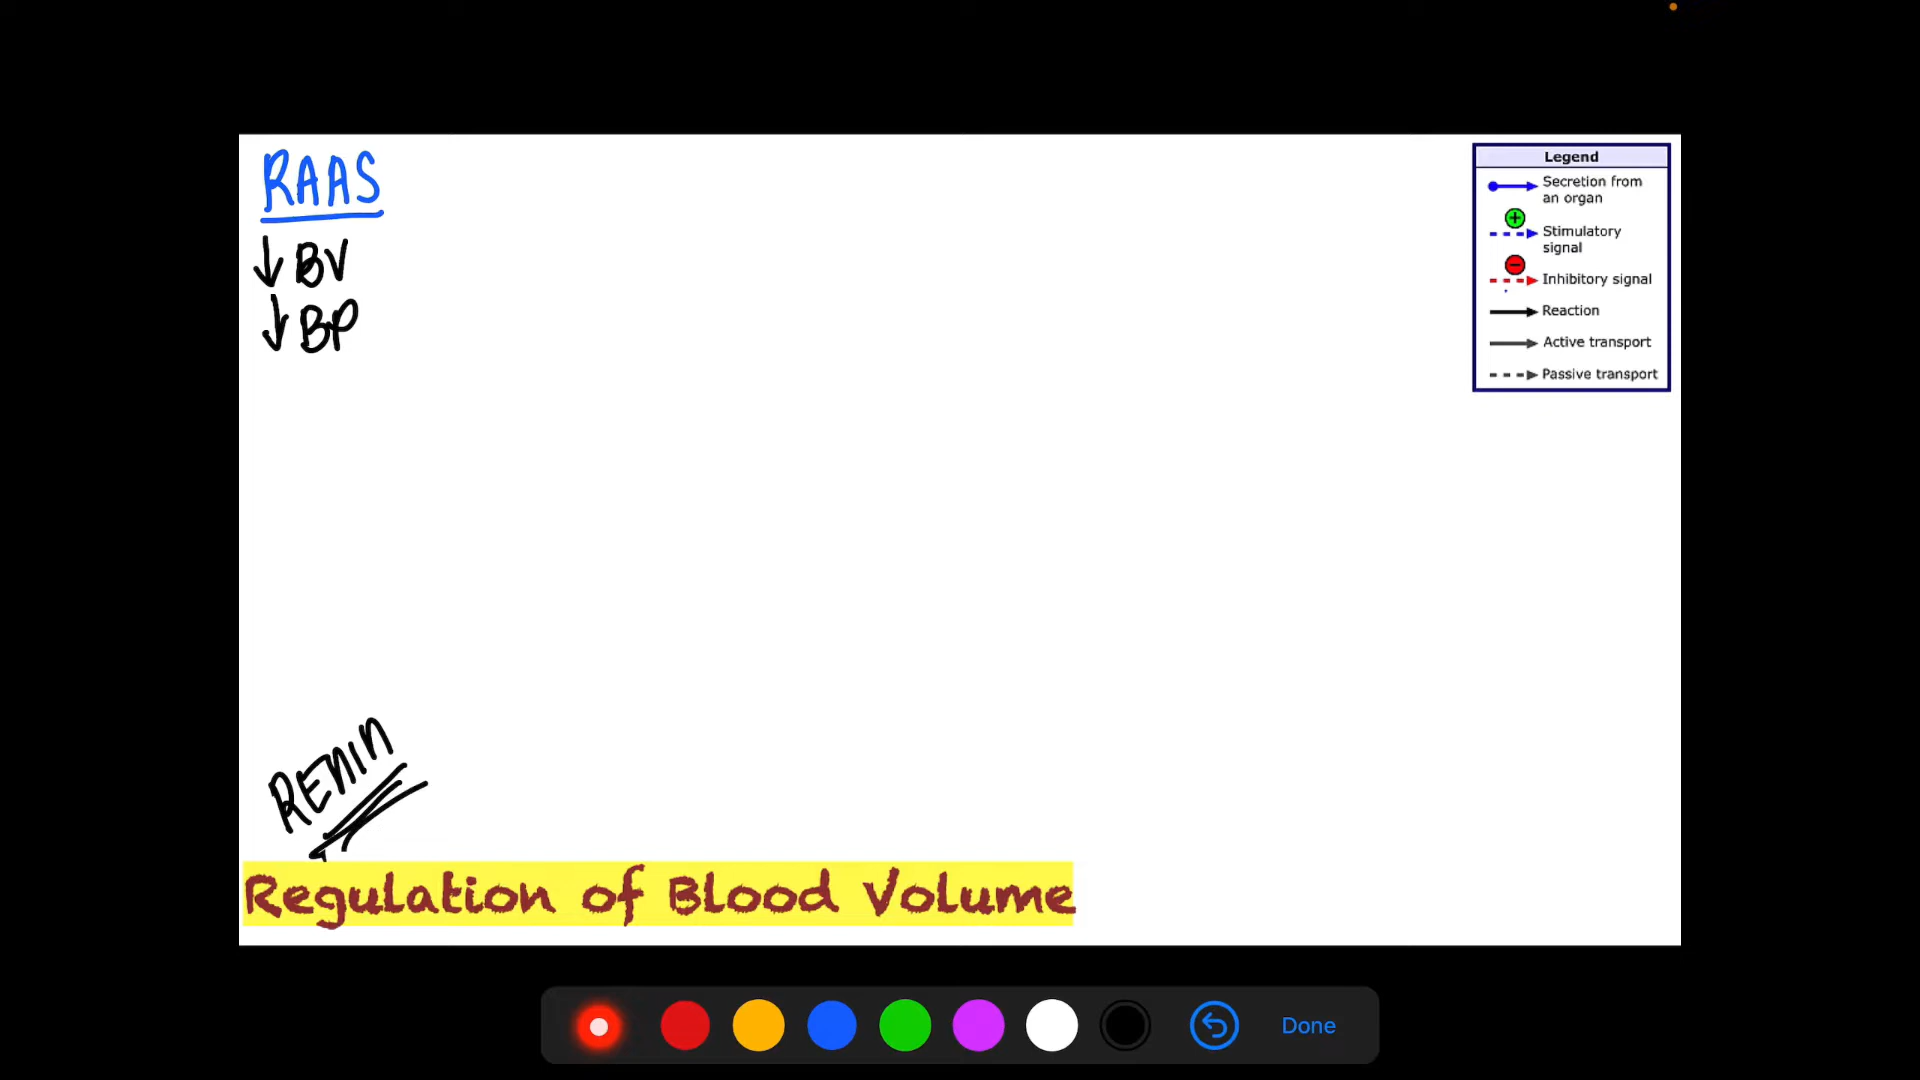 RAAS
↓ BV
↓ BP
Legend
Secretion from
an organ
Stimulatory
signal
Inhibitory signal
Reaction
Active transport
Passive transport
RENIN
Regulation of Blood Volume
Done